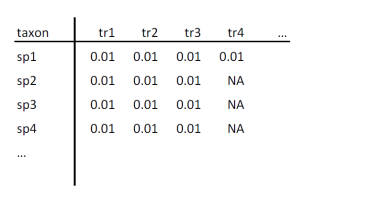 taxon tr1 tr2 tr3 tr4 ...
sp1 0.01 0.01 0.01 0.01
sp2 0.01 0.01 0.01 NA
sp3 0.01 0.01 0.01 NA
sp4 0.01 0.01 0.01 NA
...